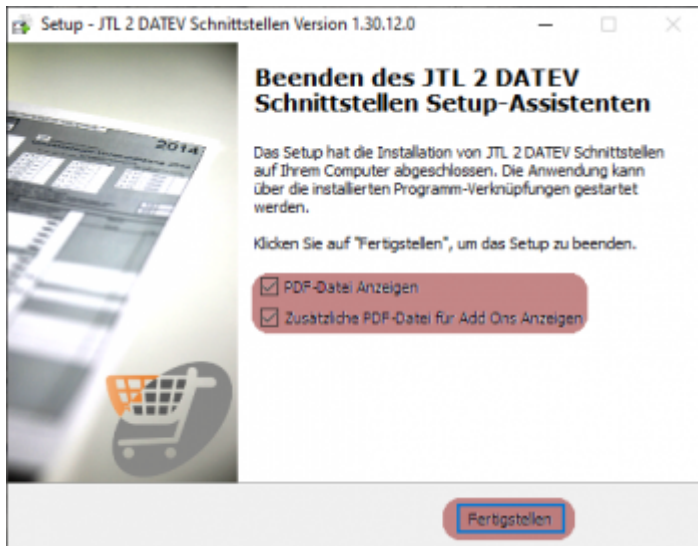 Setup - JTL 2 DATEV Schnittstellen Version 1.30.12.0
2014
Beenden des JTL 2 DATEV
Schnittstellen Setup-Assistenten
Das Setup hat die Installation von JTL 2 DATEV Schnittstellen
auf Ihrem Computer abgeschlossen. Die Anwendung kann
über die installierten Programm-Verknüpfungen gestartet
werden.
Klicken Sie auf "Fertigstellen", um das Setup zu beenden.
PDF-Datei Anzeigen
Zusätzliche PDF-Datei für Add Ons Anzeigen
Fertigstellen